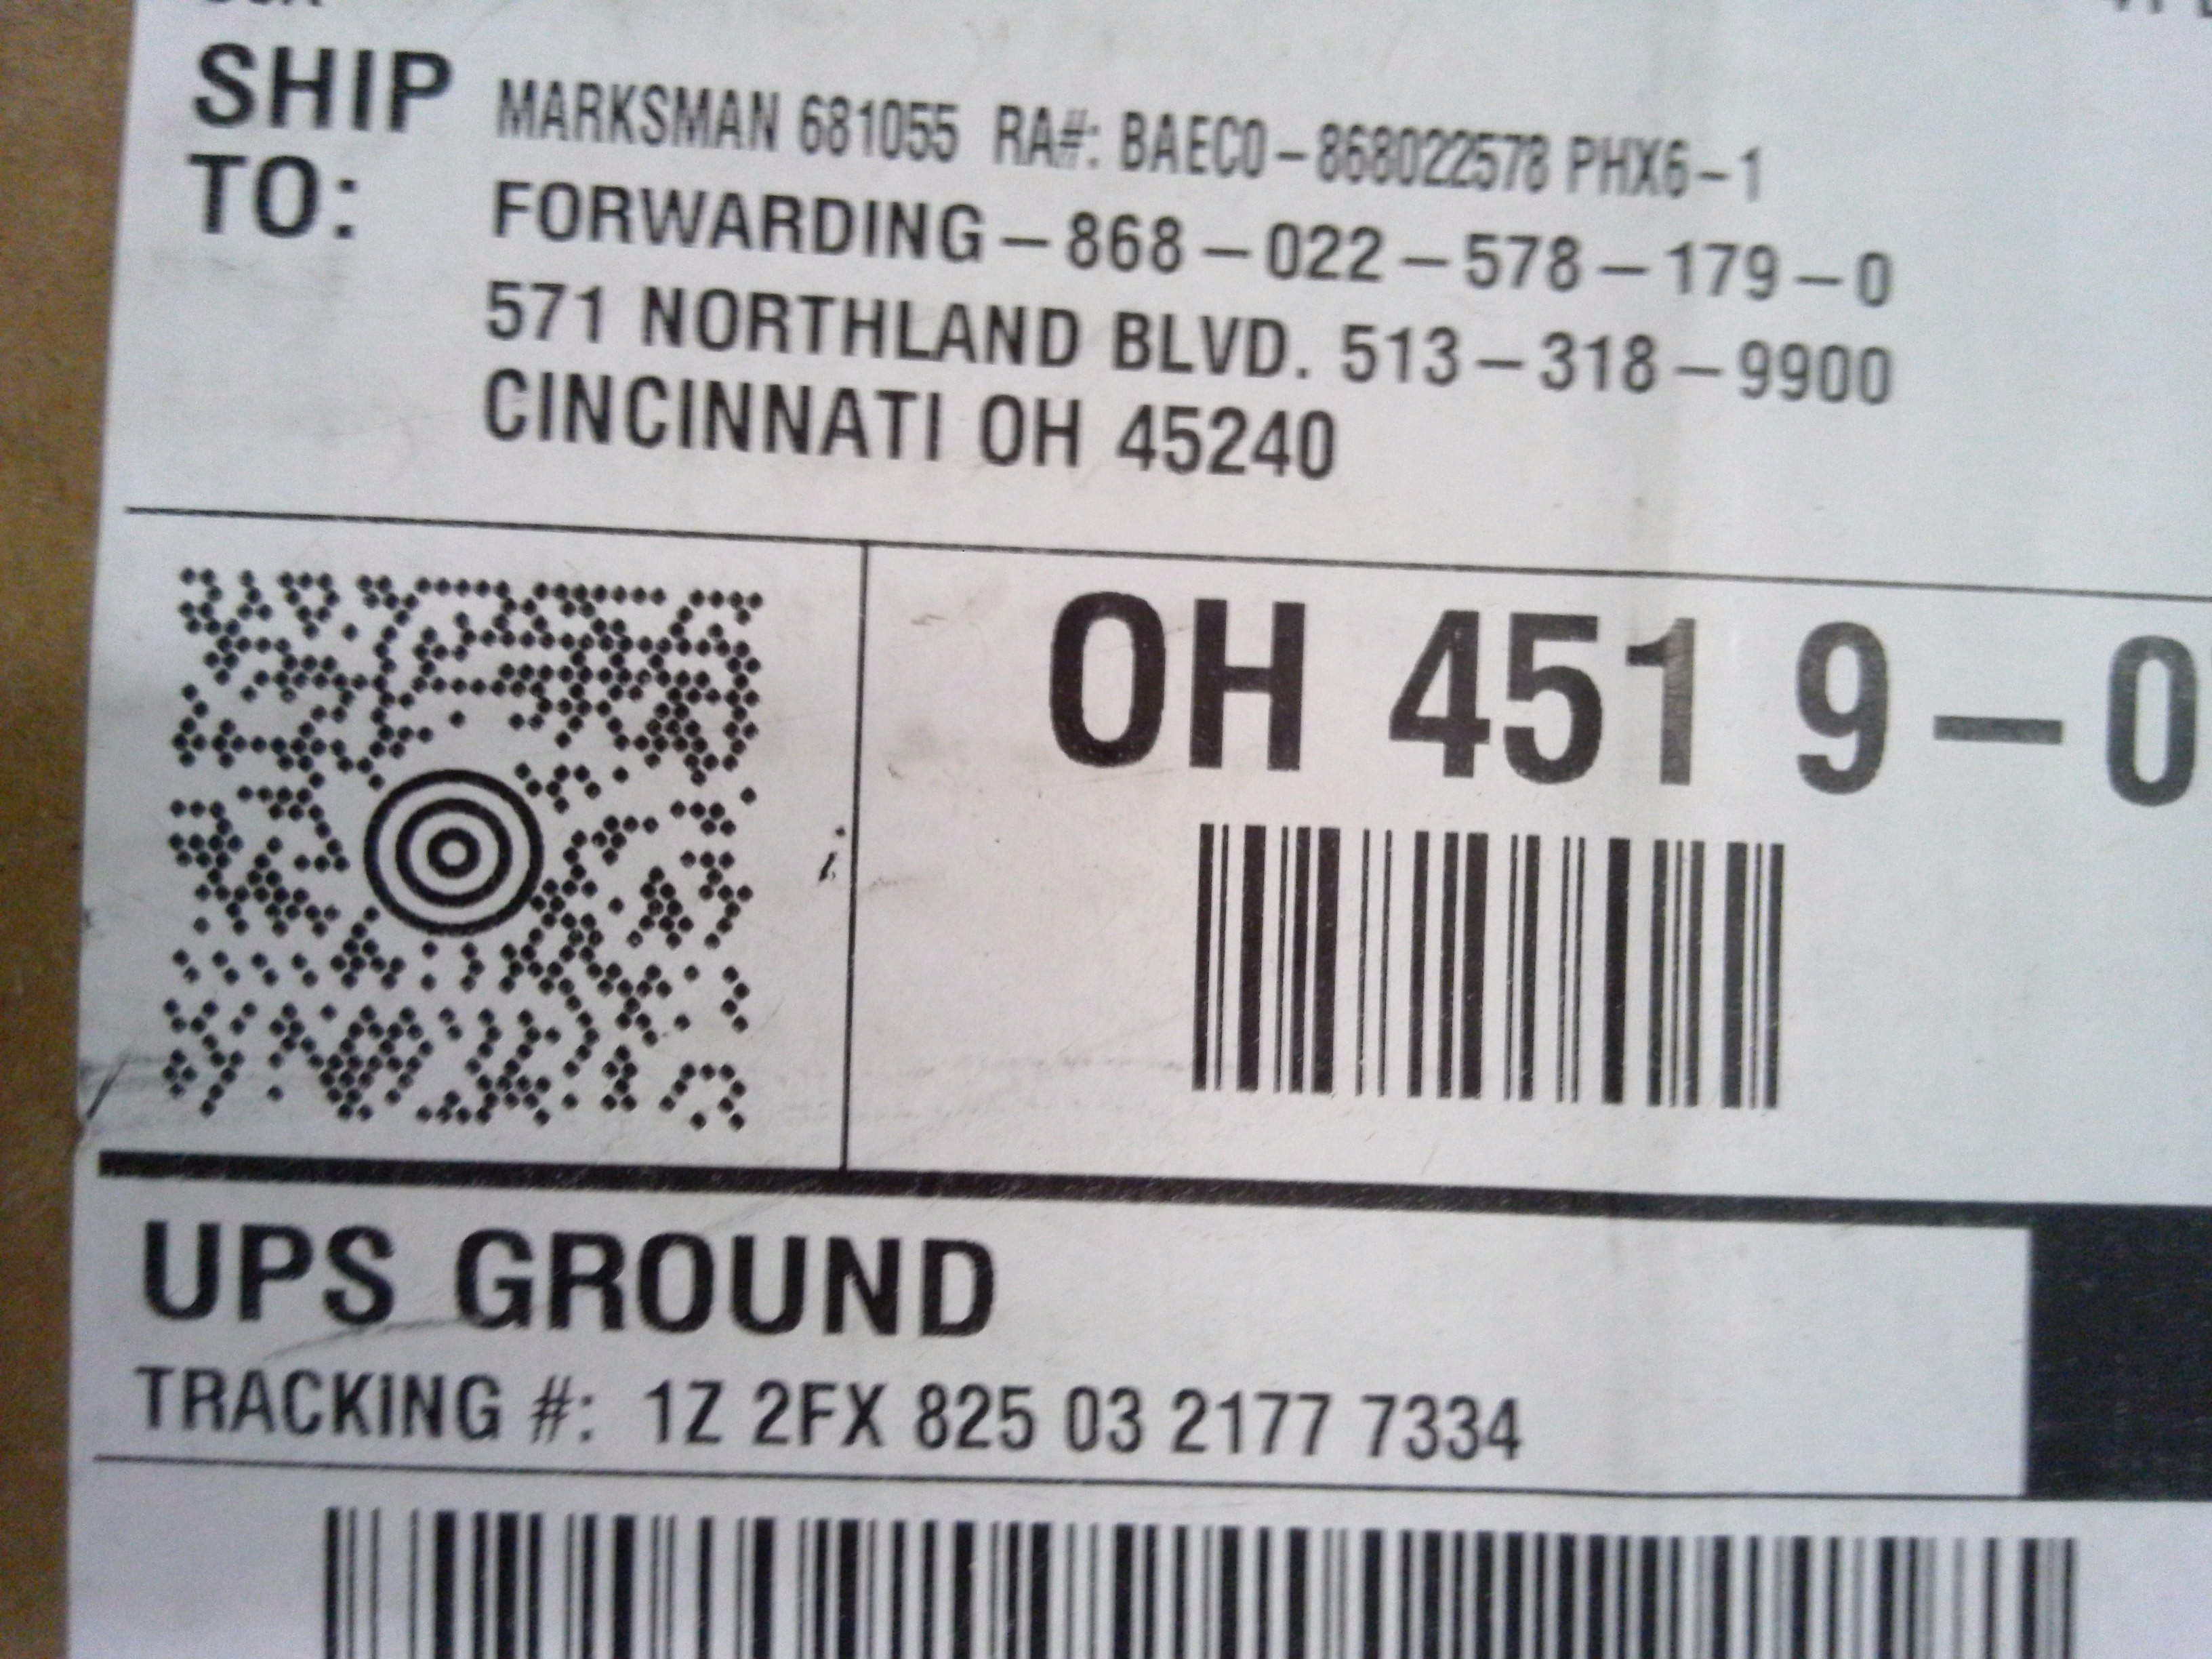 SHIP TO:
MARKSMAN 681055 RA#: BAEC0-868022578 PHX6-1
FORWARDING-868-022-578-179-0
571 NORTHLAND BLVD. 513-318-9900
CINCINNATI OH 45240
OH 451 9-0
UPS GROUND
TRACKING #: 1Z 2FX 825 03 2177 7334